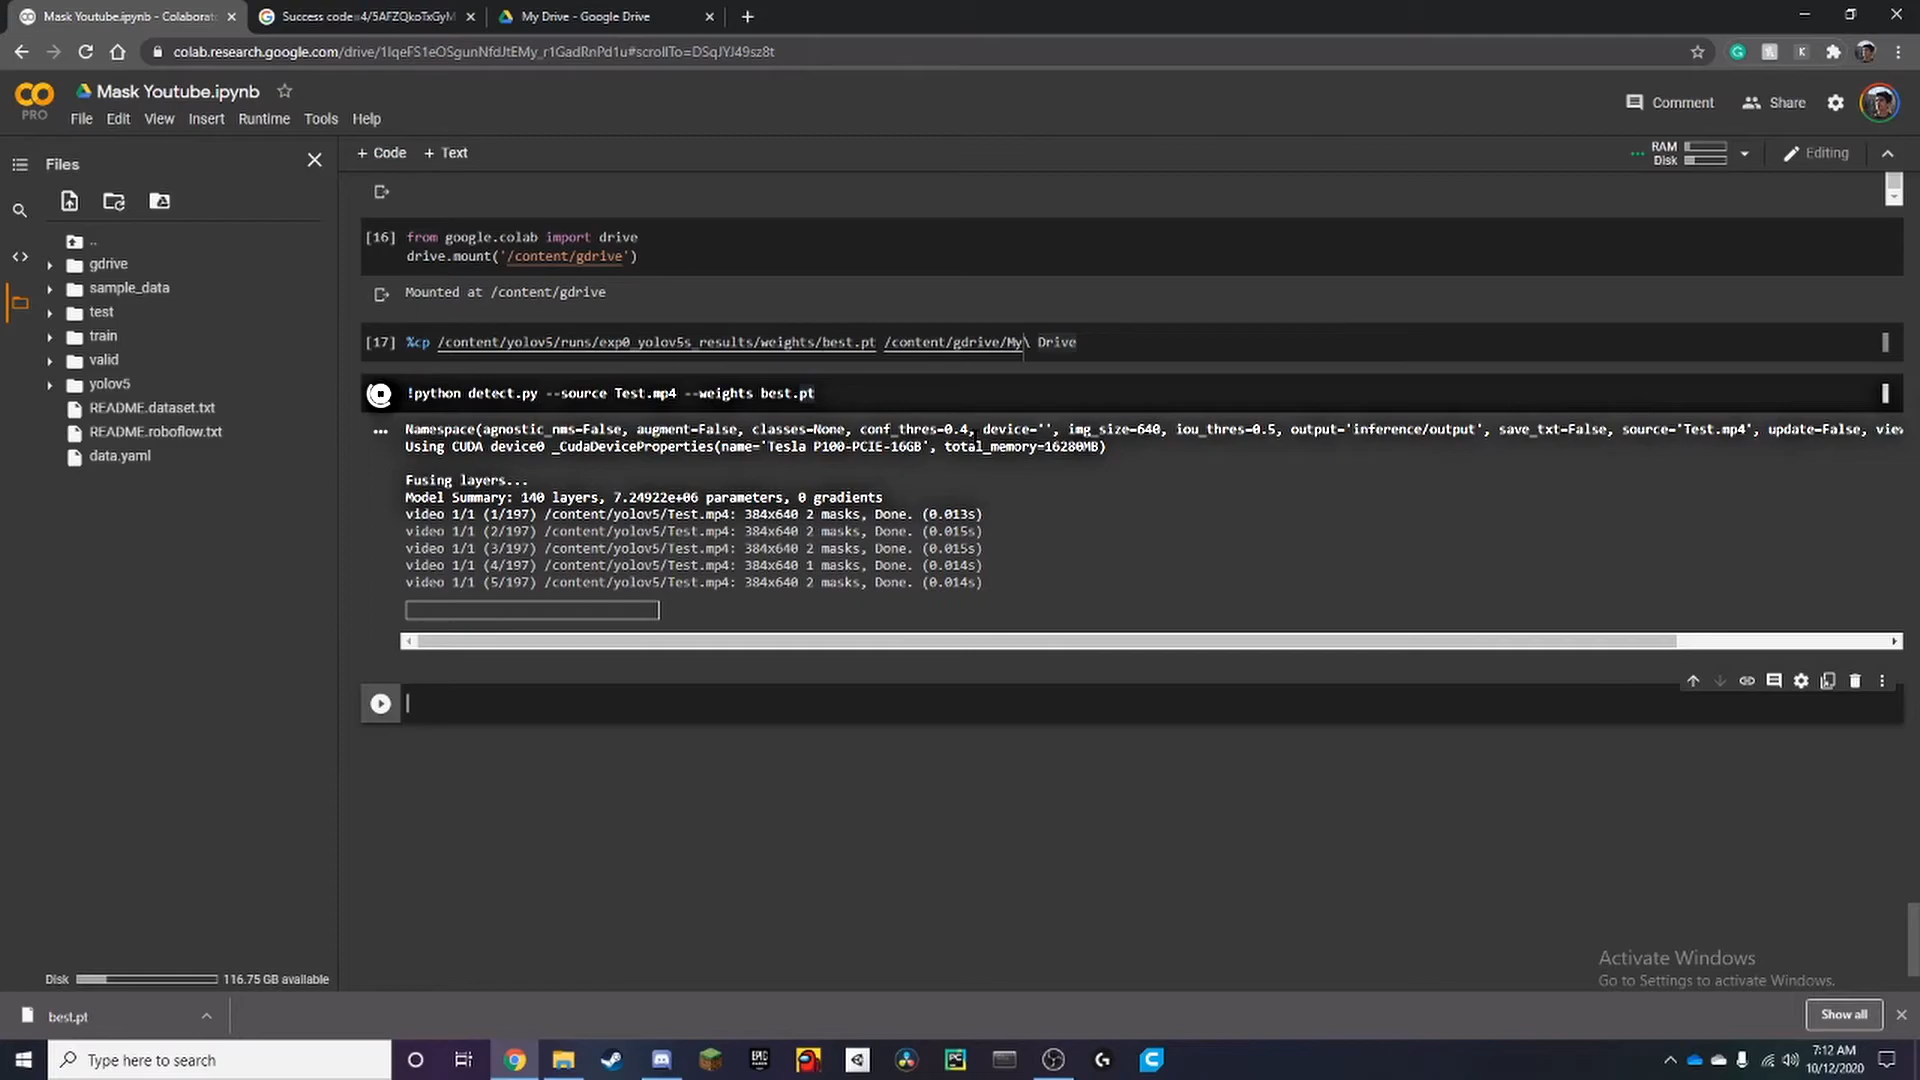 Mask Youtube.ipynb - Colaborat
Success code=4/5AFZQkoTxGyM
My Drive - Google Drive
colab.research.google.com/drive/1IqeFS1eOSgunNfdJtEMy_r1GadRnPd1u#scrollTo=DSqJYJ49sz8t
CO
PRO
Mask Youtube.ipynb
File Edit View Insert Runtime Tools Help
Comment
Share
Files
+ Code + Text
RAM
Disk
Editing
..
gdrive
sample_data
test
train
valid
yolov5
README.dataset.txt
README.roboflow.txt
data.yaml
[16] from google.colab import drive
drive.mount('/content/gdrive')
Mounted at /content/gdrive
[17] %cp /content/yolov5/runs/exp0_yolov5s_results/weights/best.pt /content/gdrive/My\ Drive
!python detect.py --source Test.mp4 --weights best.pt
Namespace(agnostic_nms=False, augment=False, classes=None, conf_thres=0.4, device='', img_size=640, iou_thres=0.5, output='inference/output', save_txt=False, source='Test.mp4', update=False, view
Using CUDA device0 _CudaDeviceProperties(name='Tesla P100-PCIE-16GB', total_memory=16280MB)
Fusing layers...
Model Summary: 140 layers, 7.24922e+06 parameters, 0 gradients
video 1/1 (1/197) /content/yolov5/Test.mp4: 384x640 2 masks, Done. (0.013s)
video 1/1 (2/197) /content/yolov5/Test.mp4: 384x640 2 masks, Done. (0.015s)
video 1/1 (3/197) /content/yolov5/Test.mp4: 384x640 2 masks, Done. (0.015s)
video 1/1 (4/197) /content/yolov5/Test.mp4: 384x640 1 masks, Done. (0.014s)
video 1/1 (5/197) /content/yolov5/Test.mp4: 384x640 2 masks, Done. (0.014s)
Disk 116.75 GB available
Activate Windows
Go to Settings to activate Windows.
best.pt
Show all
Type here to search
EPIC
PC
7:12 AM
10/12/2020